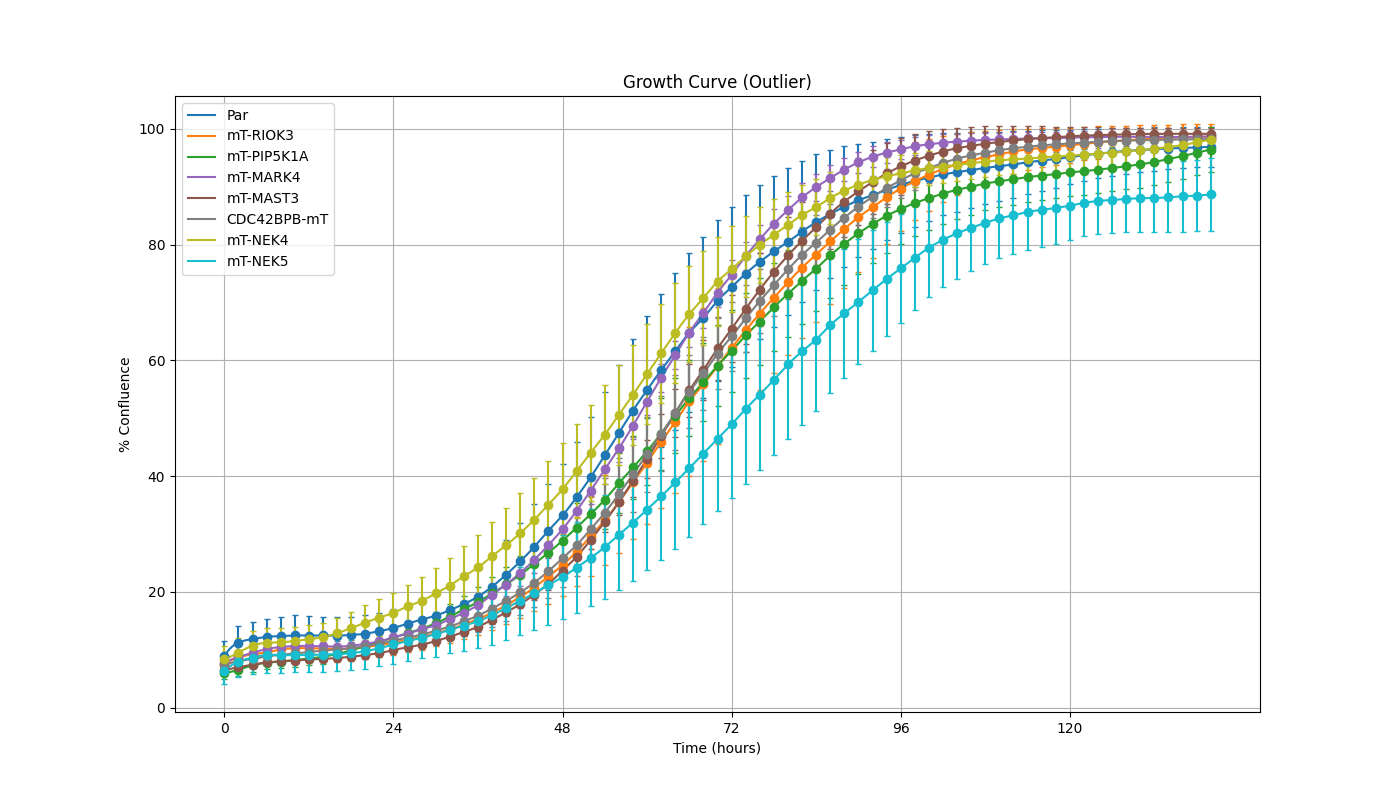 Growth Curve (Outlier)
Par
mT-RIOK3
mT-PIP5K1A
mT-MARK4
mT-MAST3
CDC42BPB-mT
mT-NEK4
mT-NEK5
100
80
60
40
20
0
% Confluence
0 24 48 72 96 120
Time (hours)